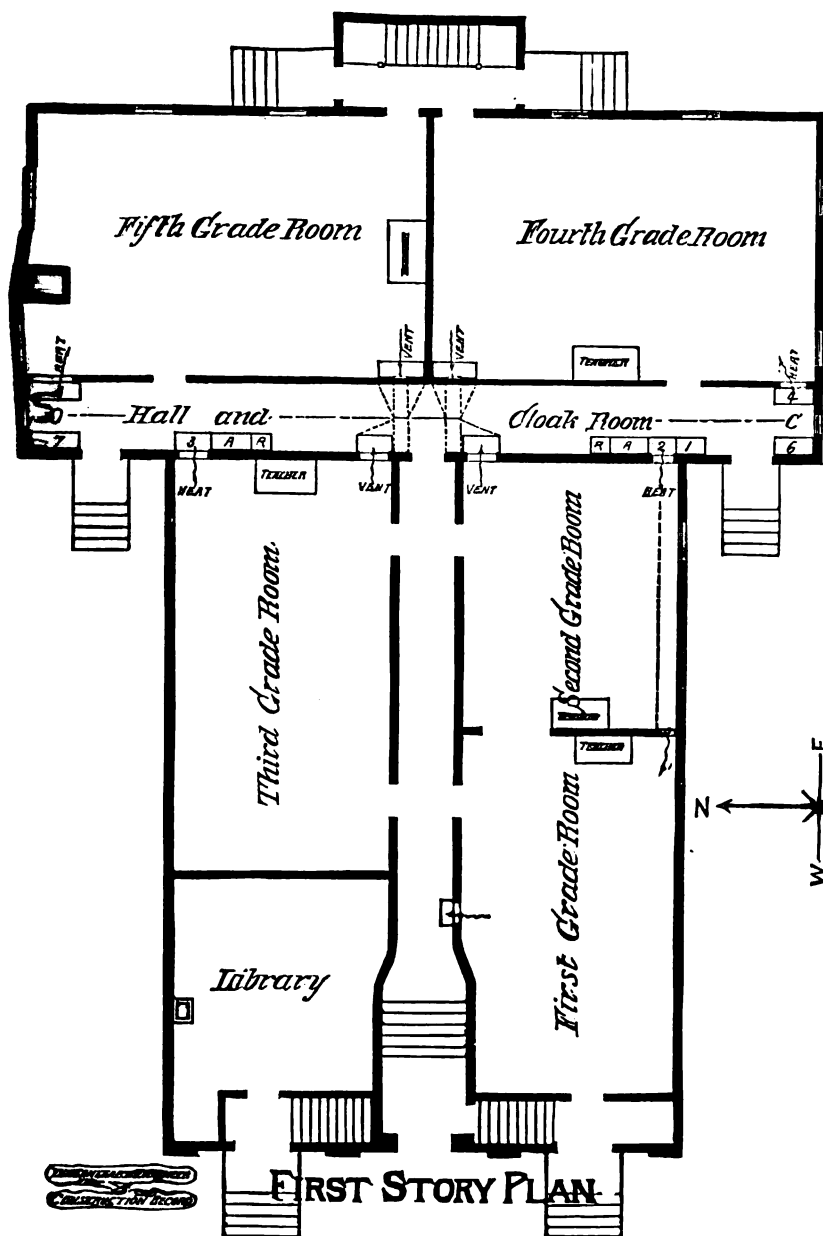 Fifth Grade Room
Fourth Grade Room
VENT
VENT
TEACHER
HEAT
HEAT
4
O
Hall and
Cloak Room
C
7
3 A R
R A 2 1
6
HEAT
TEACHER
VENT
VENT
HEAT
Third Grade Room
Second Grade Room
TEACHER
First Grade Room
E
N
W
Library
FIRST STORY PLAN
CONSTRUCTION RECORD